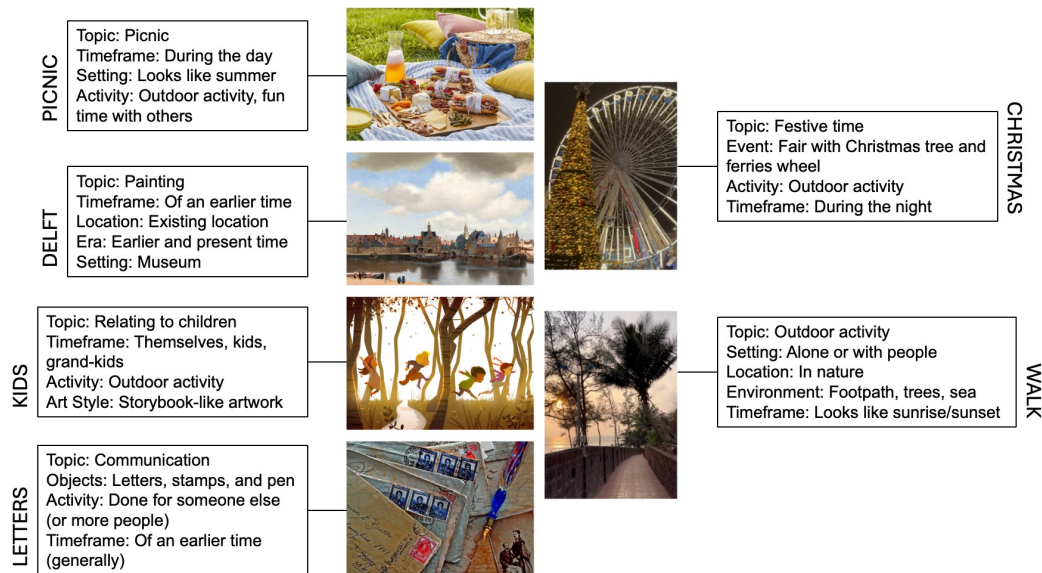 PICNIC
Topic: Picnic
Timeframe: During the day
Setting: Looks like summer
Activity: Outdoor activity, fun
time with others
DELFT
Topic: Painting
Timeframe: Of an earlier time
Location: Existing location
Era: Earlier and present time
Setting: Museum
KIDS
Topic: Relating to children
Timeframe: Themselves, kids,
grand-kids
Activity: Outdoor activity
Art Style: Storybook-like artwork
LETTERS
Topic: Communication
Objects: Letters, stamps, and pen
Activity: Done for someone else
(or more people)
Timeframe: Of an earlier time
(generally)
CHRISTMAS
Topic: Festive time
Event: Fair with Christmas tree and
ferries wheel
Activity: Outdoor activity
Timeframe: During the night
WALK
Topic: Outdoor activity
Setting: Alone or with people
Location: In nature
Environment: Footpath, trees, sea
Timeframe: Looks like sunrise/sunset